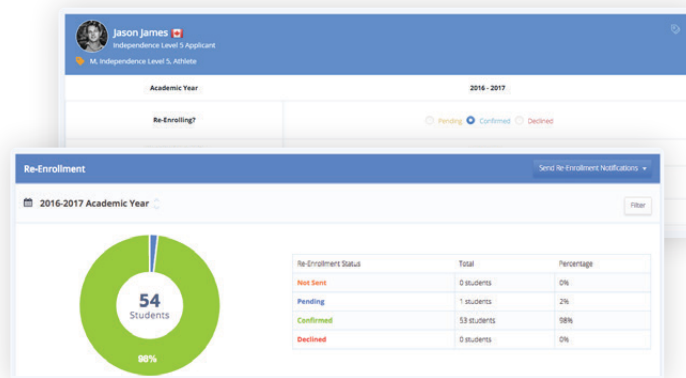 Jason James
Independence Level 5 Applicant
M, Independence Level 5, Athlete
Academic Year 2016 - 2017
Re-Enrolling? Pending Confirmed Declined
Re-Enrollment Send Re-Enrollment Notifications
2016-2017 Academic Year Filter
54
Students
98%
Re-Enrollment Status Total Percentage
Not Sent 0 students 0%
Pending 1 students 2%
Confirmed 53 students 98%
Declined 0 students 0%